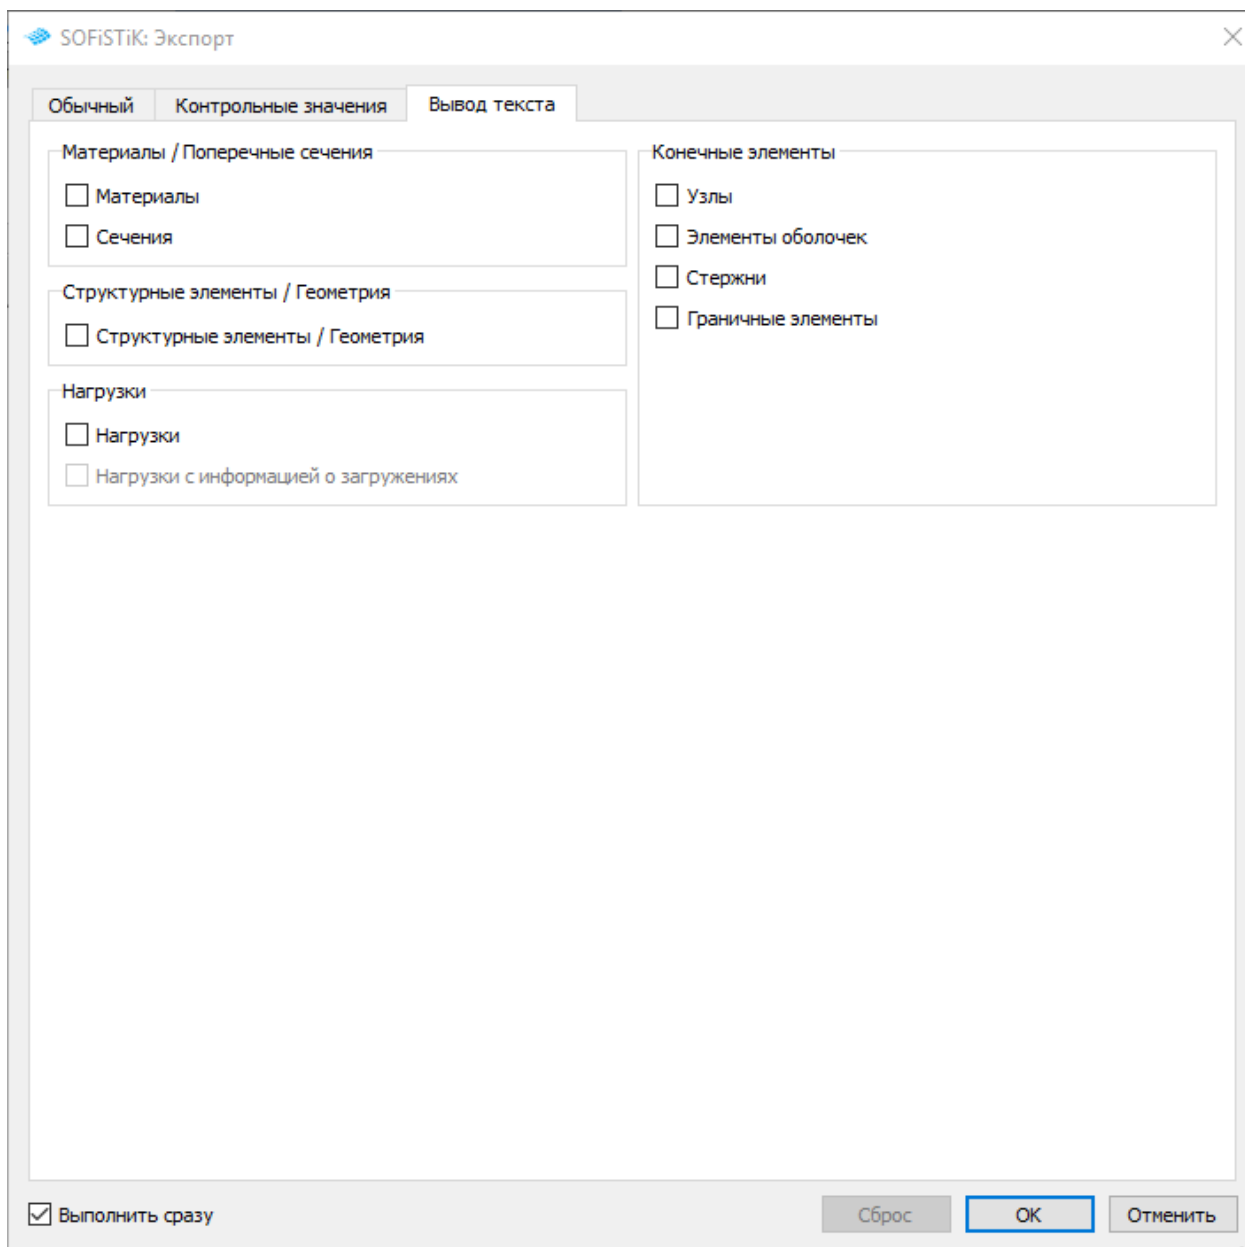 SOFiSTiK: Экспорт
Обычный Контрольные значения Вывод текста
Материалы / Поперечные сечения
Материалы
Сечения
Структурные элементы / Геометрия
Структурные элементы / Геометрия
Нагрузки
Нагрузки
Нагрузки с информацией о загружениях
Конечные элементы
Узлы
Элементы оболочек
Стержни
Граничные элементы
Выполнить сразу
Сброс OK Отменить